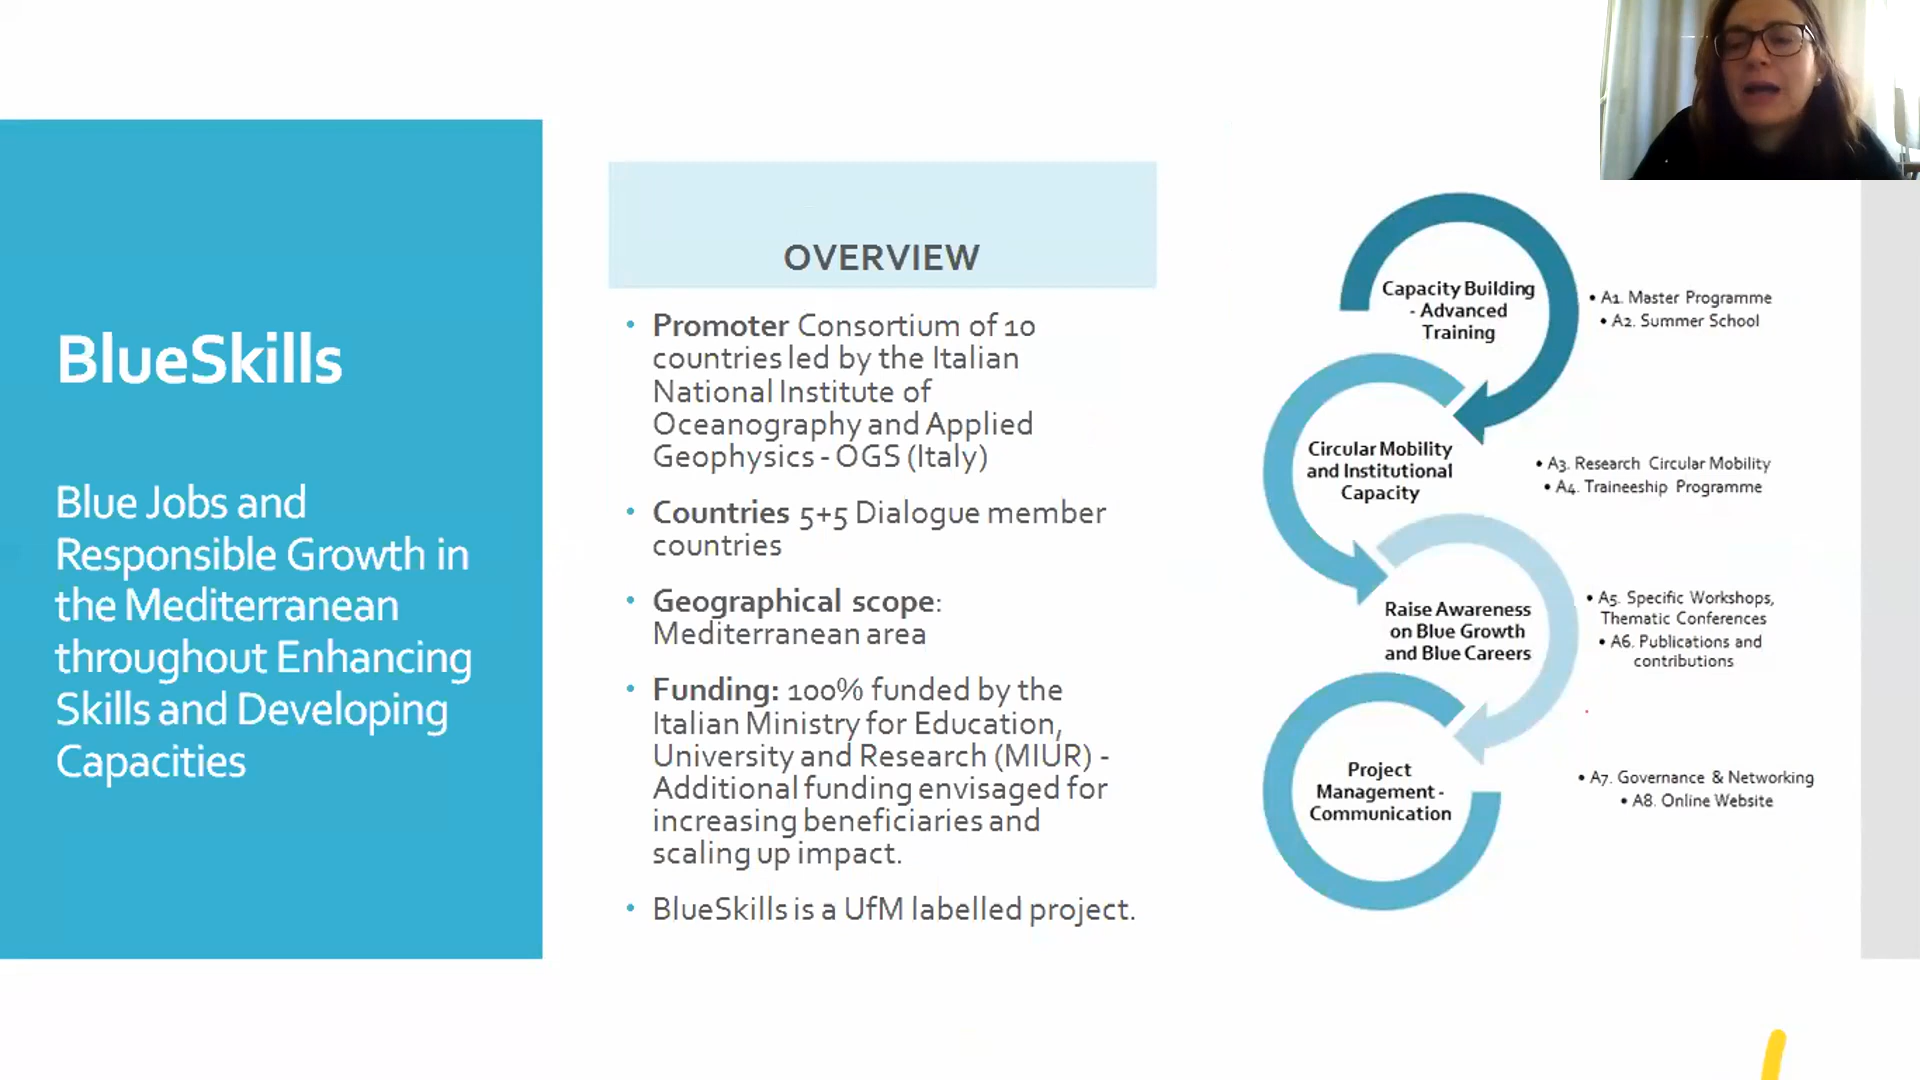 BlueSkills
Blue Jobs and
Responsible Growth in
the Mediterranean
throughout Enhancing
Skills and Developing
Capacities
OVERVIEW
• Promoter Consortium of 10
countries led by the Italian
National Institute of
Oceanography and Applied
Geophysics - OGS (Italy)
• Countries 5+5 Dialogue member
countries
• Geographical scope:
Mediterranean area
• Funding: 100% funded by the
Italian Ministry for Education,
University and Research (MIUR) -
Additional funding envisaged for
increasing beneficiaries and
scaling up impact.
• BlueSkills is a UfM labelled project.
Capacity Building
- Advanced
Training
• A1. Master Programme
• A2. Summer School
Circular Mobility
and Institutional
Capacity
• A3. Research Circular Mobility
• A4. Traineeship Programme
Raise Awareness
on Blue Growth
and Blue Careers
• A5. Specific Workshops,
Thematic Conferences
• A6. Publications and
contributions
Project
Management -
Communication
• A7. Governance & Networking
• A8. Online Website